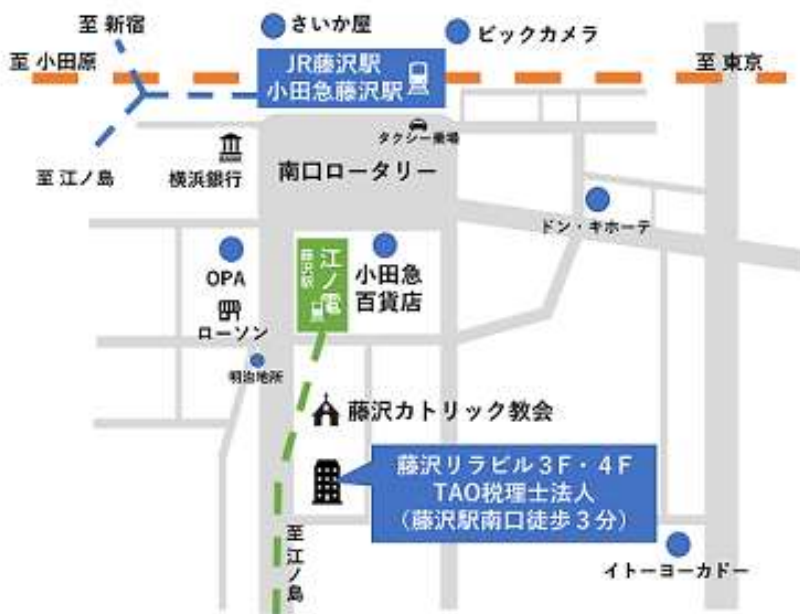 至 新宿
さいか屋
ビックカメラ
至 小田原
JR藤沢駅
小田急藤沢駅
至 東京
タクシー乗場
至 江ノ島
横浜銀行
南口ロータリー
ドン・キホーテ
OPA
江ノ電
藤沢駅
小田急
百貨店
ローソン
明治地所
藤沢カトリック教会
藤沢リラビル3F・4F
TAO税理士法人
（藤沢駅南口徒歩3分）
至 江ノ島
イトーヨーカドー